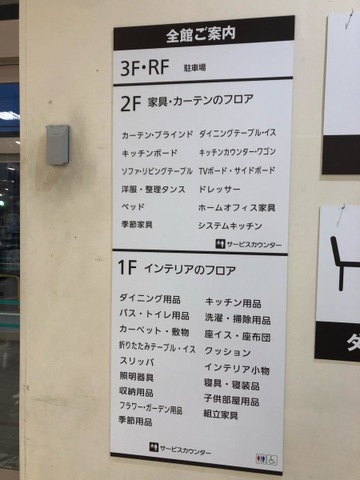 全館ご案内
3F・RF 駐車場
2F 家具・カーテンのフロア
カーテン・ブラインド ダイニングテーブル・イス
キッチンボード キッチンカウンター・ワゴン
ソファ・リビングテーブル TVボード・サイドボード
洋服・整理タンス ドレッサー
ベッド ホームオフィス家具
季節家具 システムキッチン
サービスカウンター
1F インテリアのフロア
ダイニング用品 キッチン用品
バス・トイレ用品 洗濯・掃除用品
カーペット・敷物 座イス・座布団
折りたたみテーブル・イス クッション
スリッパ インテリア小物
照明器具 寝具・寝装品
収納用品 子供部屋用品
フラワー・ガーデン用品 組立家具
季節用品
サービスカウンター
タ